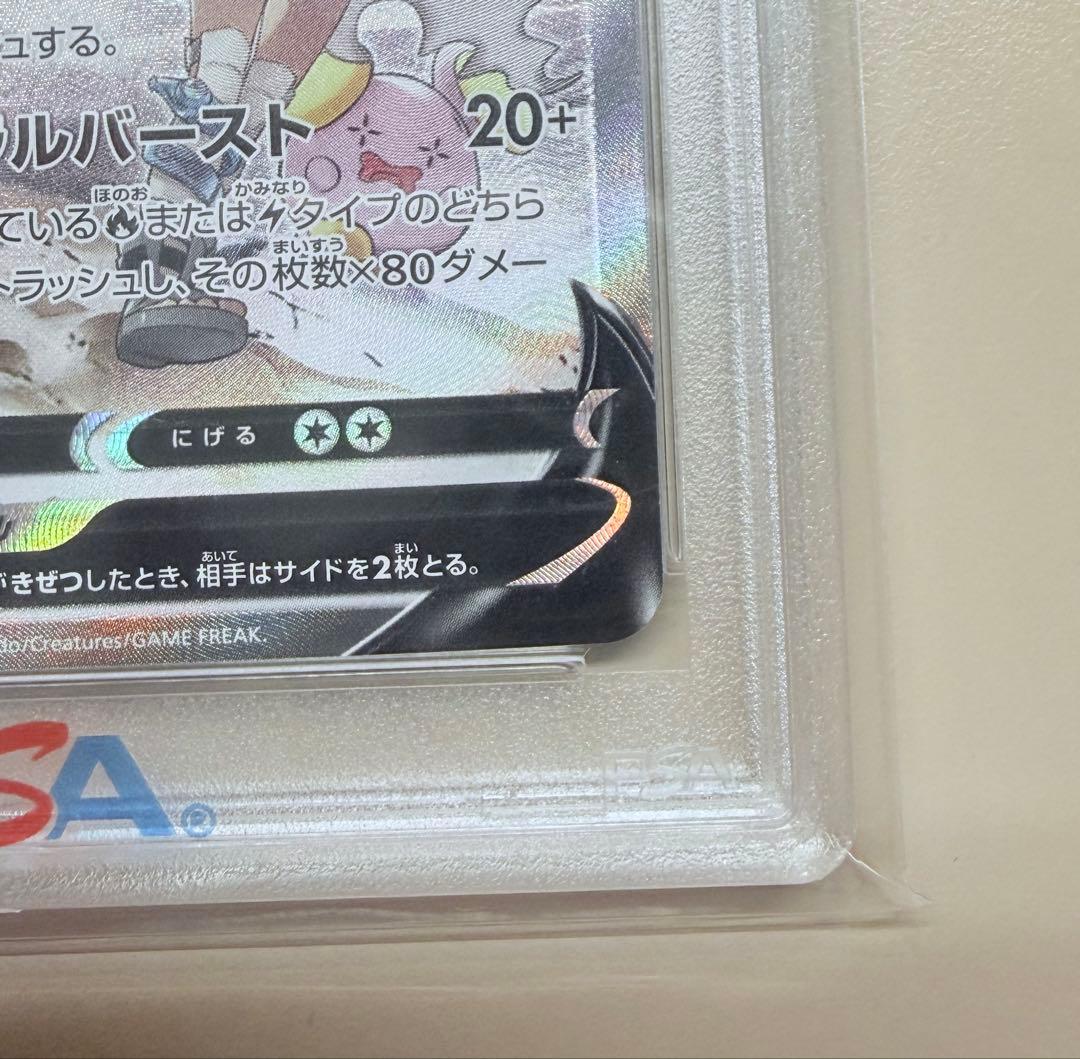 ュする。
ラルバースト 20+
ている🔥または⚡タイプのどちら
ほのお かみなり
トラッシュし、その枚数×80ダメー
まいすう
にげる
がきぜつしたとき、相手はサイドを2枚とる。
あいて まい
do/Creatures/GAME FREAK.
SA®
PSA